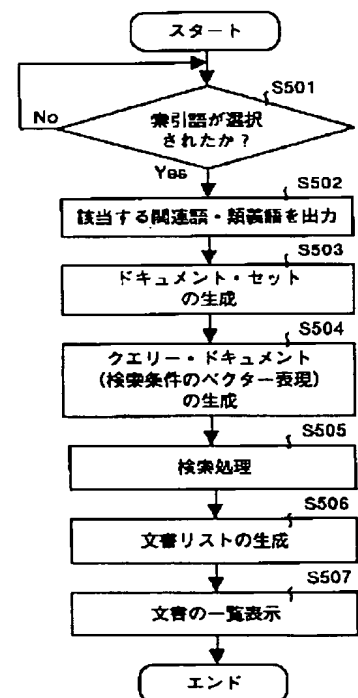 スタート
S501
索引語が選択
されたか？
No
Yes
S502
該当する関連語・類義語を出力
S503
ドキュメント・セット
の生成
S504
クエリー・ドキュメント
(検索条件のベクター表現)
の生成
S505
検索処理
S506
文書リストの生成
S507
文書の一覧表示
エンド